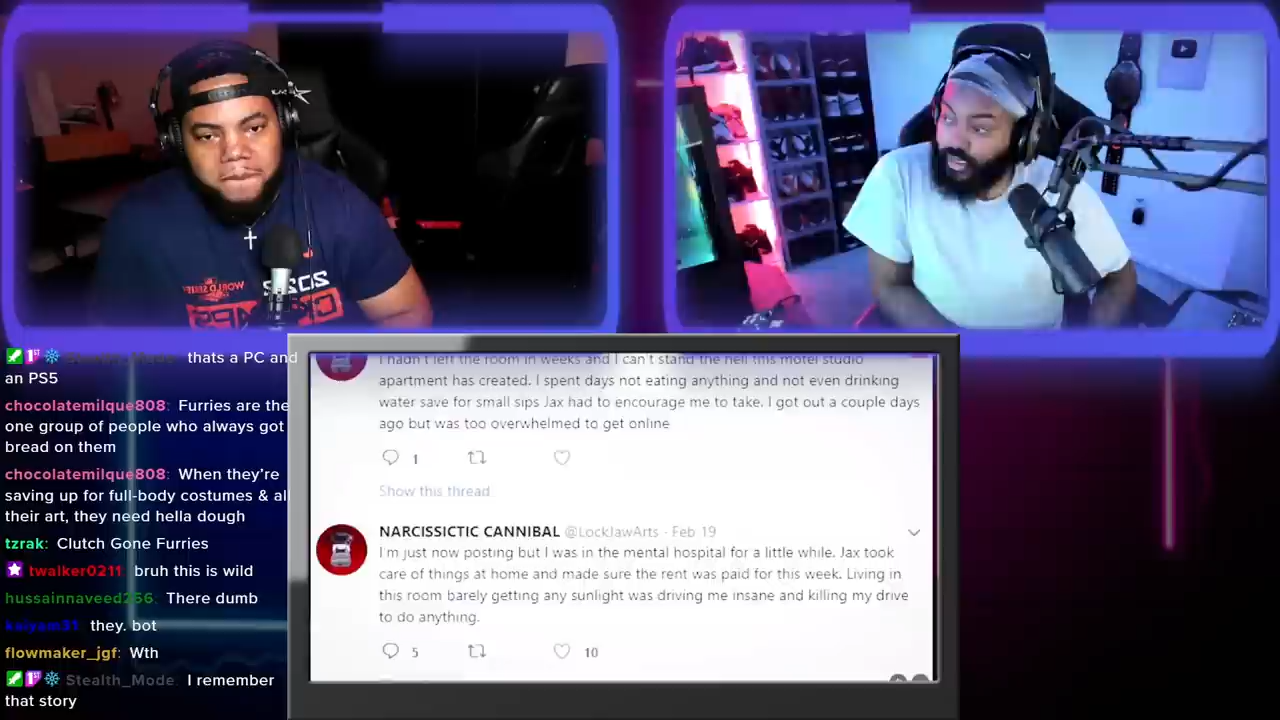 thats a PC and
an PS5
chocolatemilque808: Furries are the
one group of people who always got
bread on them
chocolatemilque808: When they're
saving up for full-body costumes & al
their art, they need hella dough
tzrak: Clutch Gone Furries
twalker0211 bruh this is wild
hussainnaveed256: There dumb
kaiyam31 they. bot
flowmaker_jgf: Wth
Stealth_Mode: I remember
that story
I hadn't left the room in weeks and I can't stand the hell this motel studio
apartment has created. I spent days not eating anything and not even drinking
water save for small sips Jax had to encourage me to take. I got out a couple days
ago but was too overwhelmed to get online
1
Show this thread
NARCISSICTIC CANNIBAL @LockJawArts · Feb 19
I'm just now posting but I was in the mental hospital for a little while. Jax took
care of things at home and made sure the rent was paid for this week. Living in
this room barely getting any sunlight was driving me insane and killing my drive
to do anything.
5 10